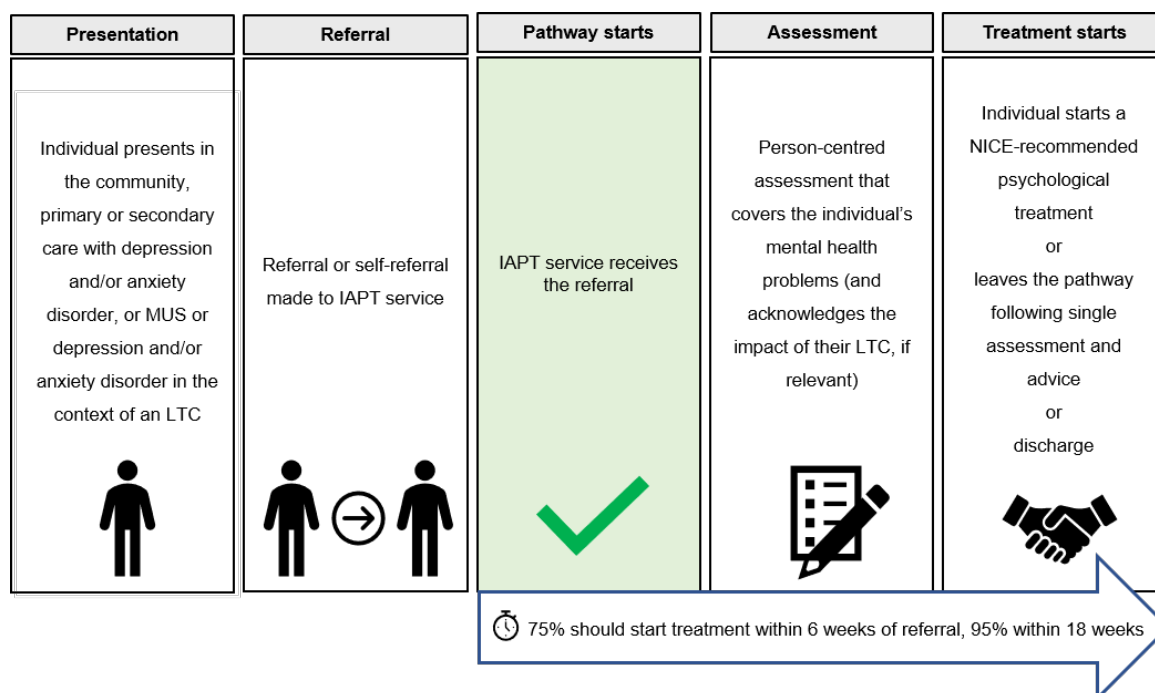 Presentation
Individual presents in
the community,
primary or secondary
care with depression
and/or anxiety
disorder, or MUS or
depression and/or
anxiety disorder in the
context of an LTC
Referral
Referral or self-referral
made to IAPT service
Pathway starts
IAPT service receives
the referral
Assessment
Person-centred
assessment that
covers the individual’s
mental health
problems (and
acknowledges the
impact of their LTC, if
relevant)
Treatment starts
Individual starts a
NICE-recommended
psychological
treatment
or
leaves the pathway
following single
assessment and
advice
or
discharge
75% should start treatment within 6 weeks of referral, 95% within 18 weeks